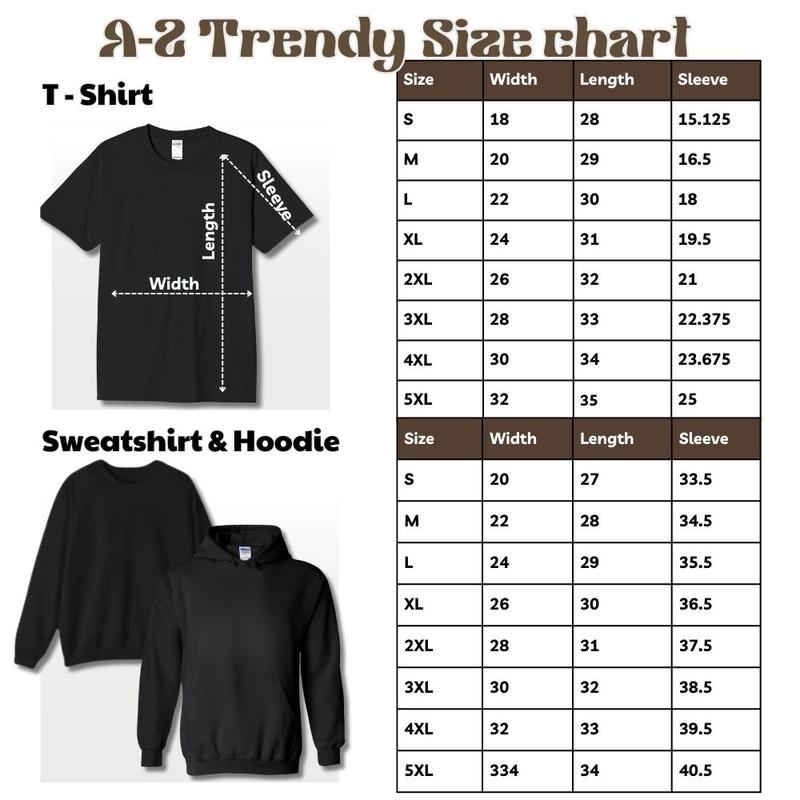 A-Z Trendy Size chart
T - Shirt
Length
Sleeve
Width
Size Width Length Sleeve
S 18 28 15.125
M 20 29 16.5
L 22 30 18
XL 24 31 19.5
2XL 26 32 21
3XL 28 33 22.375
4XL 30 34 23.675
5XL 32 35 25
Sweatshirt & Hoodie
Size Width Length Sleeve
S 20 27 33.5
M 22 28 34.5
L 24 29 35.5
XL 26 30 36.5
2XL 28 31 37.5
3XL 30 32 38.5
4XL 32 33 39.5
5XL 334 34 40.5